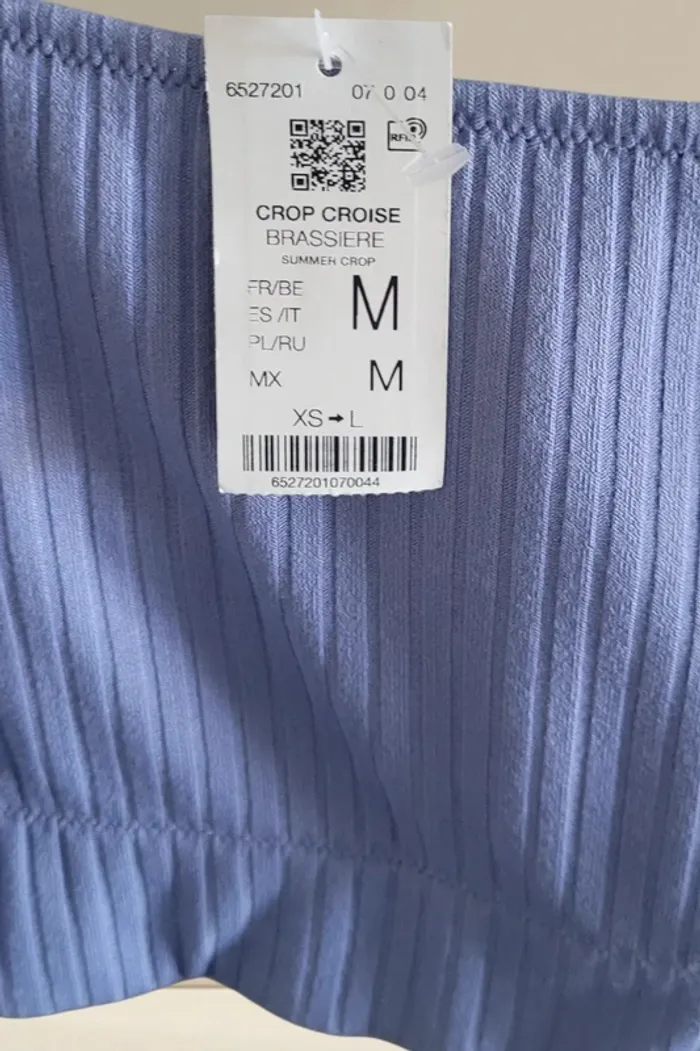 6527201 07 0 04
RFID
CROP CROISE
BRASSIERE
SUMMER CROP
FR/BE
ES/IT
PL/RU
M
MX M
XS→L
6527201070044